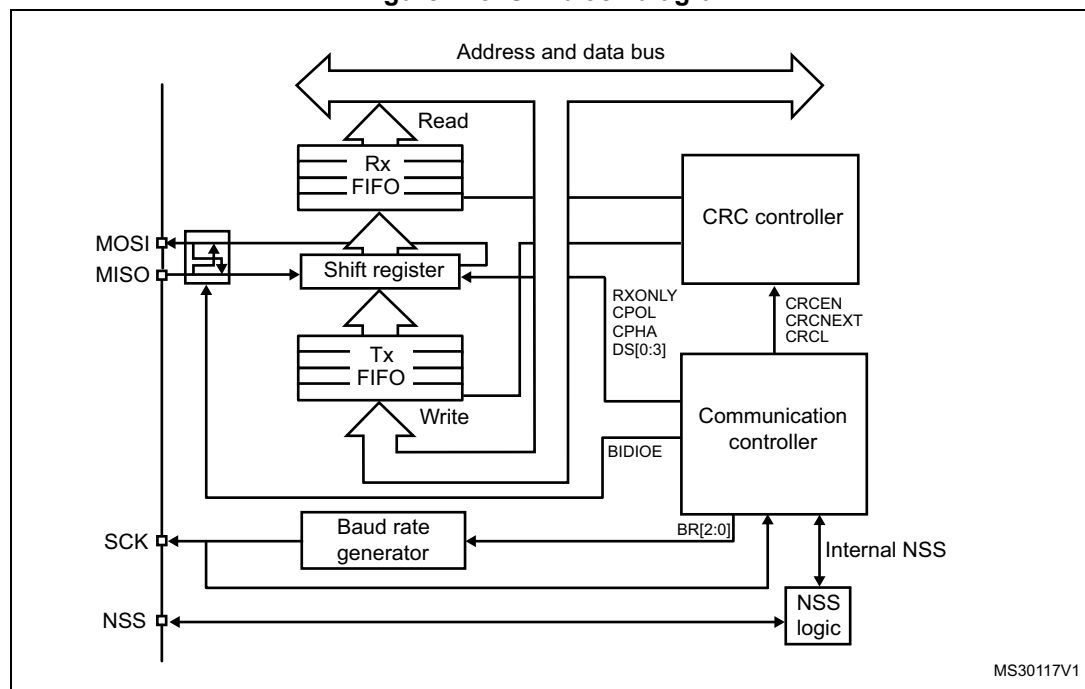 Address and data bus
Read
Rx
FIFO
CRC controller
MOSI
MISO
Shift register
RXONLY
CPOL
CPHA
DS[0:3]
CRCEN
CRCNEXT
CRCL
Tx
FIFO
Write
Communication
controller
BIDIOE
BR[2:0]
SCK
Baud rate
generator
Internal NSS
NSS
NSS
logic
MS30117V1